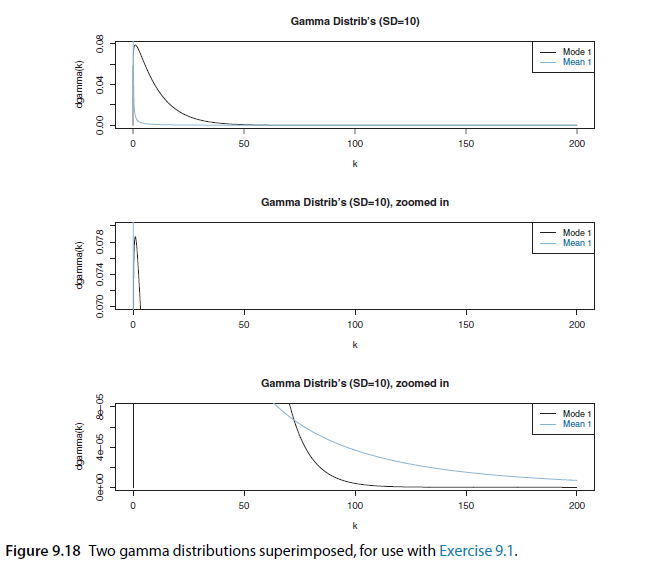 Gamma Distrib's (SD=10)
dgamma(k)
0.00 0.04 0.08
Mode 1
Mean 1
0 50 100 150 200
k
Gamma Distrib's (SD=10), zoomed in
dgamma(k)
0.070 0.074 0.078
Mode 1
Mean 1
0 50 100 150 200
k
Gamma Distrib's (SD=10), zoomed in
dgamma(k)
0e+00 4e−05 8e−05
Mode 1
Mean 1
0 50 100 150 200
k
Figure 9.18 Two gamma distributions superimposed, for use with Exercise 9.1.